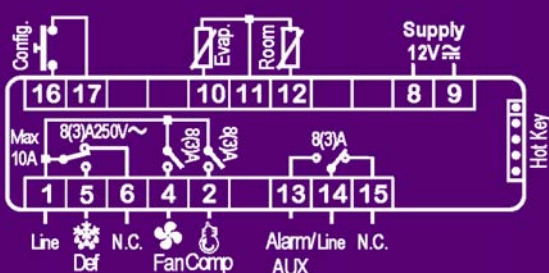 Config.
Evap.
Room
Supply
12V
16 17 10 11 12 8 9
Max
10A
8(3)A250V~
8(3)A
8(3)A
8(3)A
Hot Key
1 5 6 4 2 13 14 15
Line Def N.C. Fan Comp Alarm/AUX Line N.C.